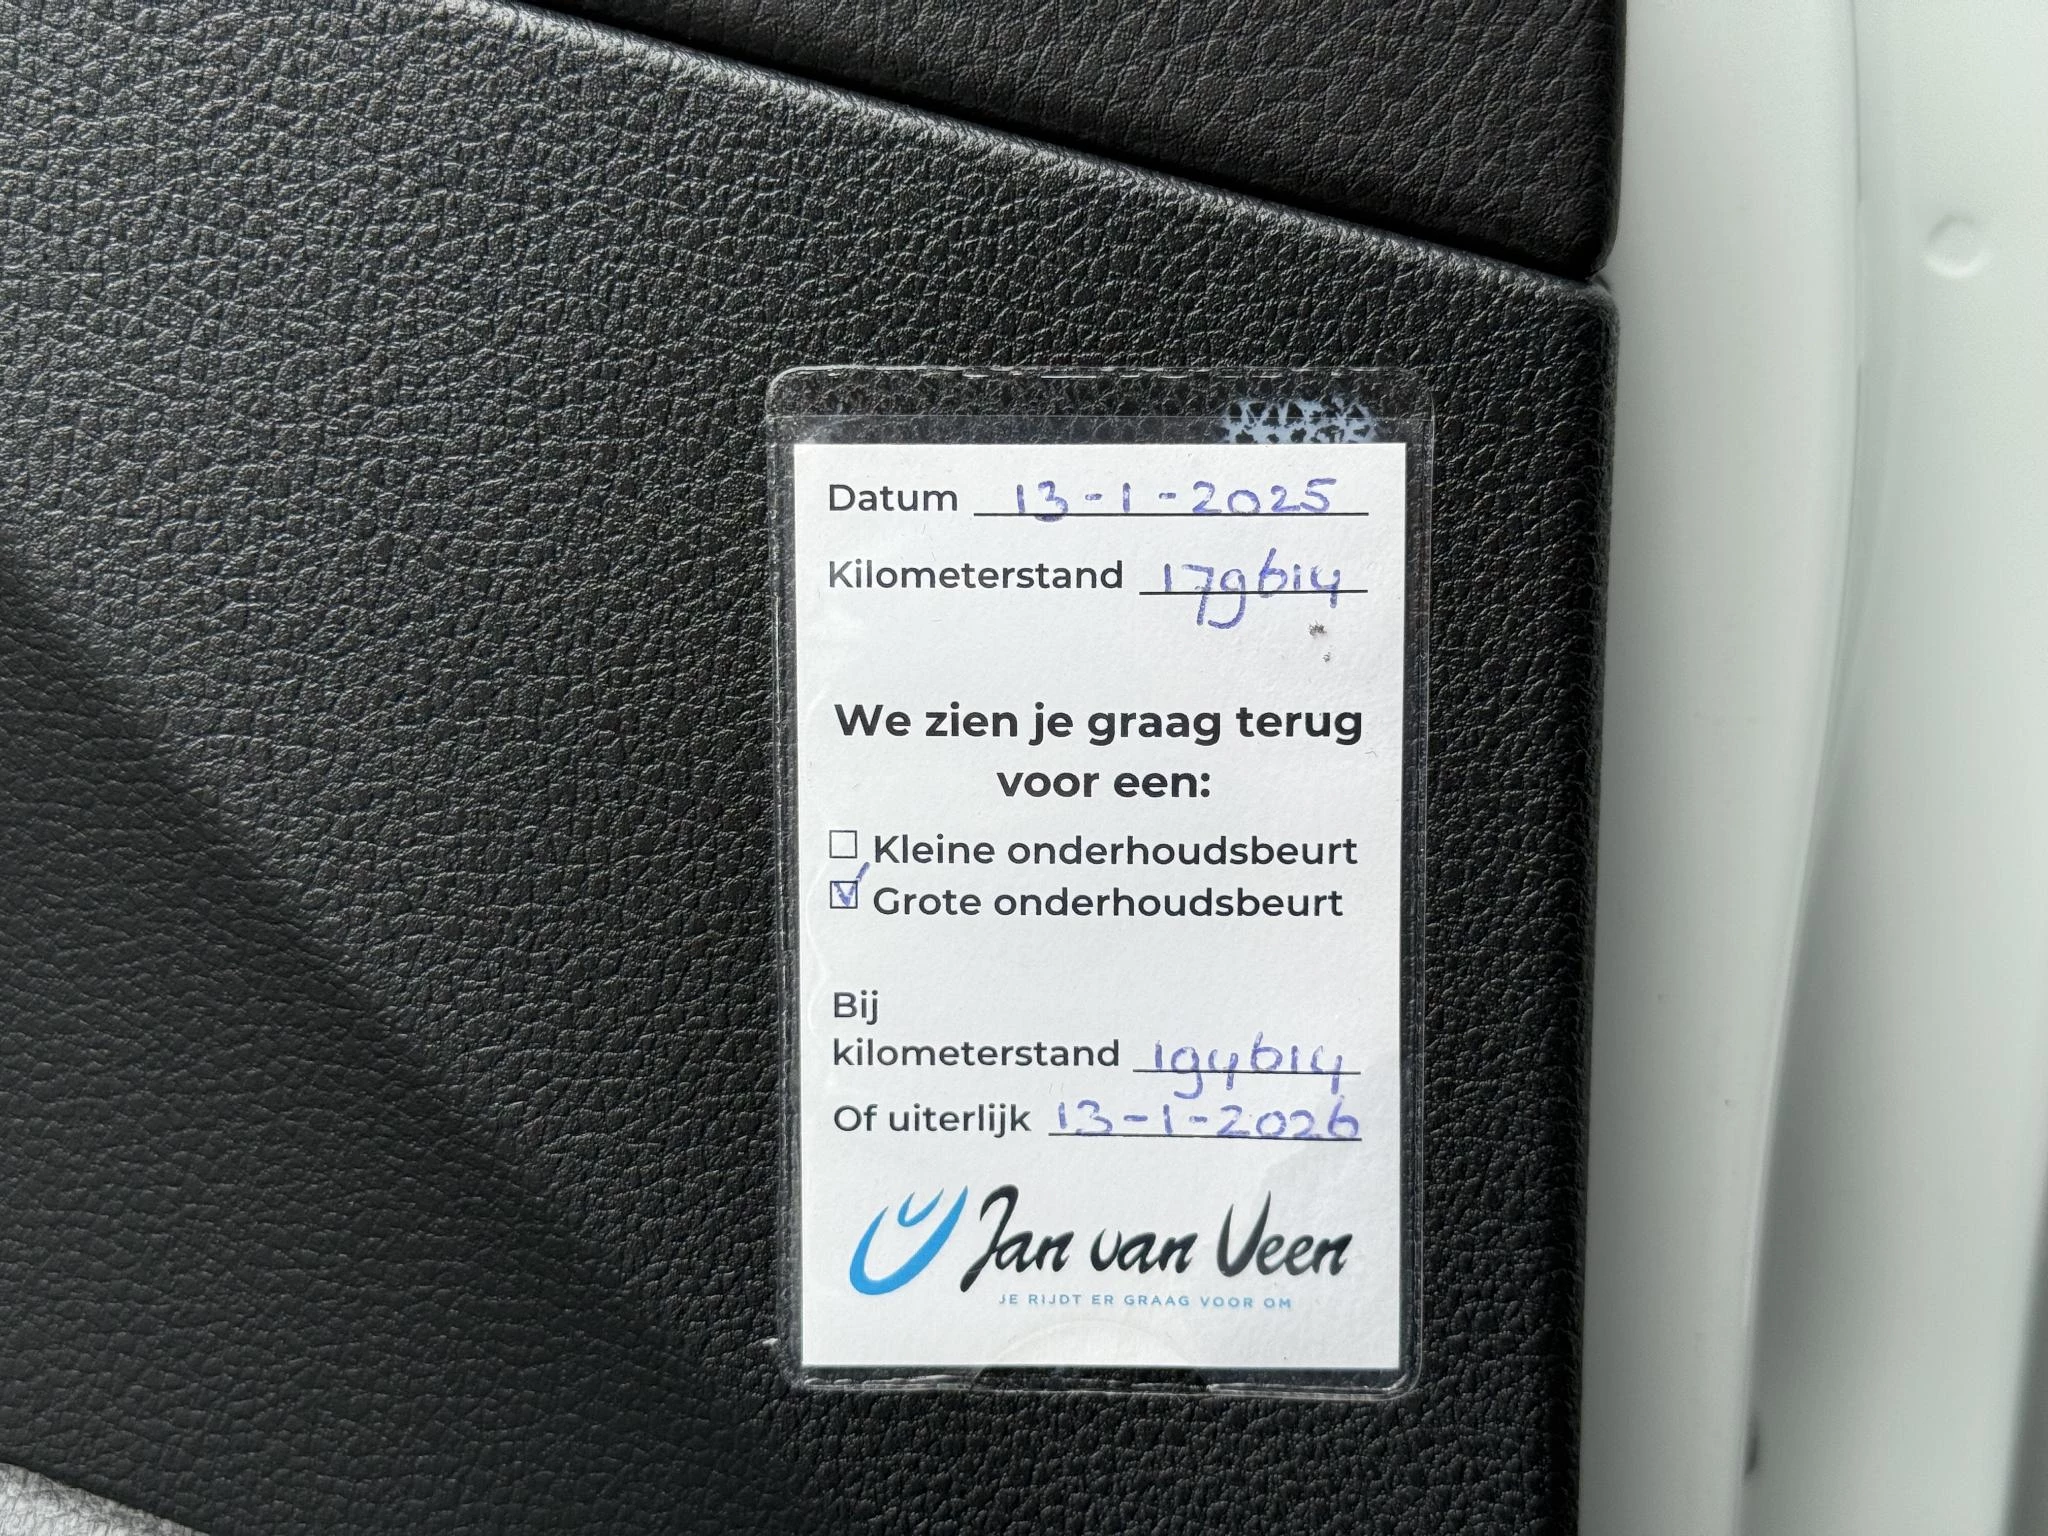 Datum 13-1-2025
Kilometerstand 179614
We zien je graag terug
voor een:
Kleine onderhoudsbeurt
Grote onderhoudsbeurt
Bij
kilometerstand 194614
Of uiterlijk 13-1-2026
Jan van Veen
JE RIJDT ER GRAAG VOOR OM